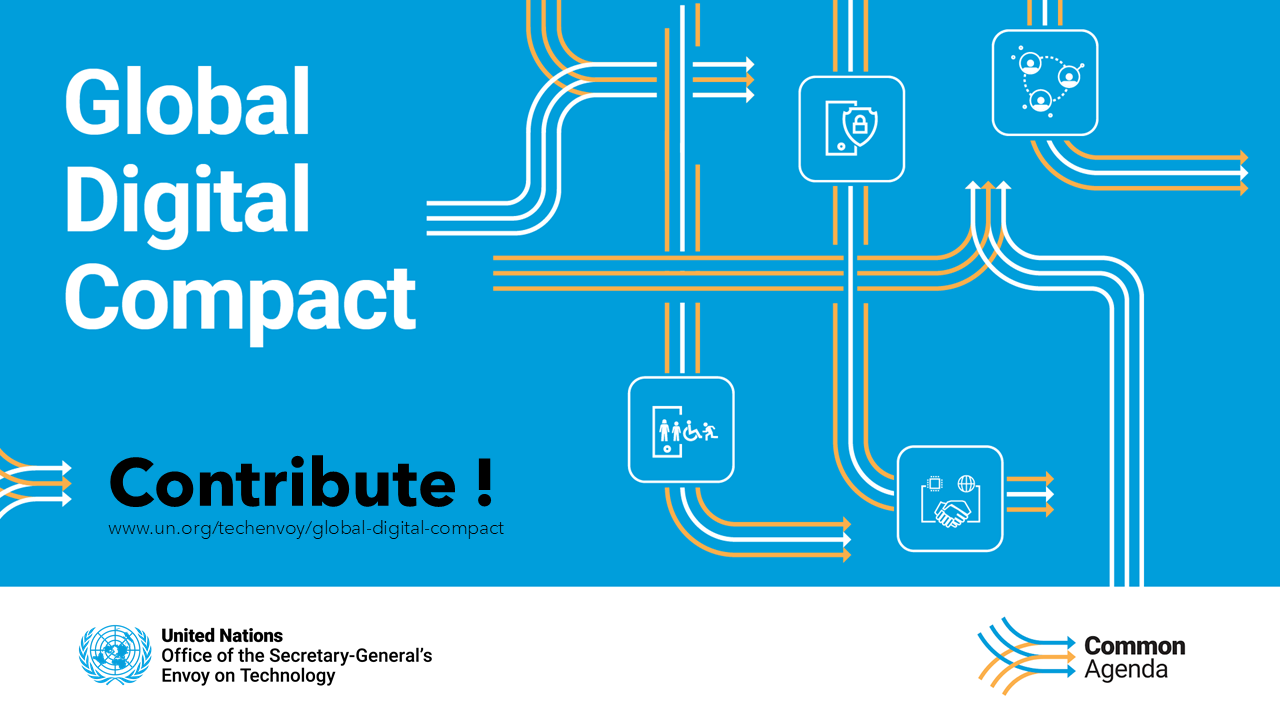 Global
Digital
Compact
Contribute !
www.un.org/techenvoy/global-digital-compact
United Nations
Office of the Secretary-General’s
Envoy on Technology
Common
Agenda